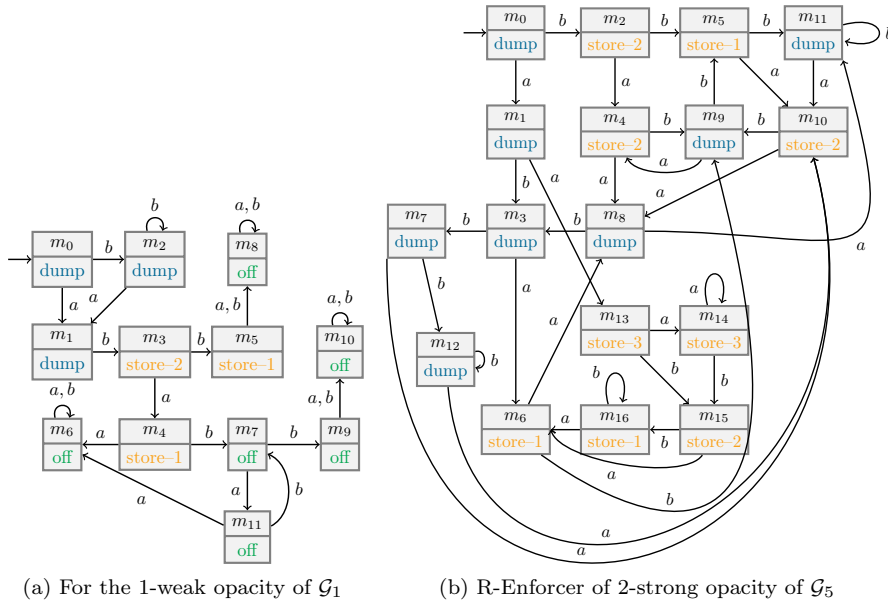 m0
dump
b
m2
store–2
b
m5
store–1
b
m11
dump
b
a
a
a
a
m1
dump
m4
store–2
b
m9
dump
b
b
m10
store–2
a
b
a
a
a
m7
dump
b
m3
dump
b
m8
dump
a
b
a
a
m13
store–3
a
m14
store–3
a
b
b
m12
dump
b
m6
store–1
a
m16
store–1
b
b
m15
store–2
a
b
a
a
m0
dump
b
m2
dump
b
a
a
m8
off
a, b
a, b
m1
dump
b
m3
store–2
b
m5
store–1
a
m10
off
a, b
a, b
m6
off
a, b
a
m4
store–1
b
m7
off
b
m9
off
a
a
b
m11
off
(a) For the 1-weak opacity of G1
(b) R-Enforcer of 2-strong opacity of G5